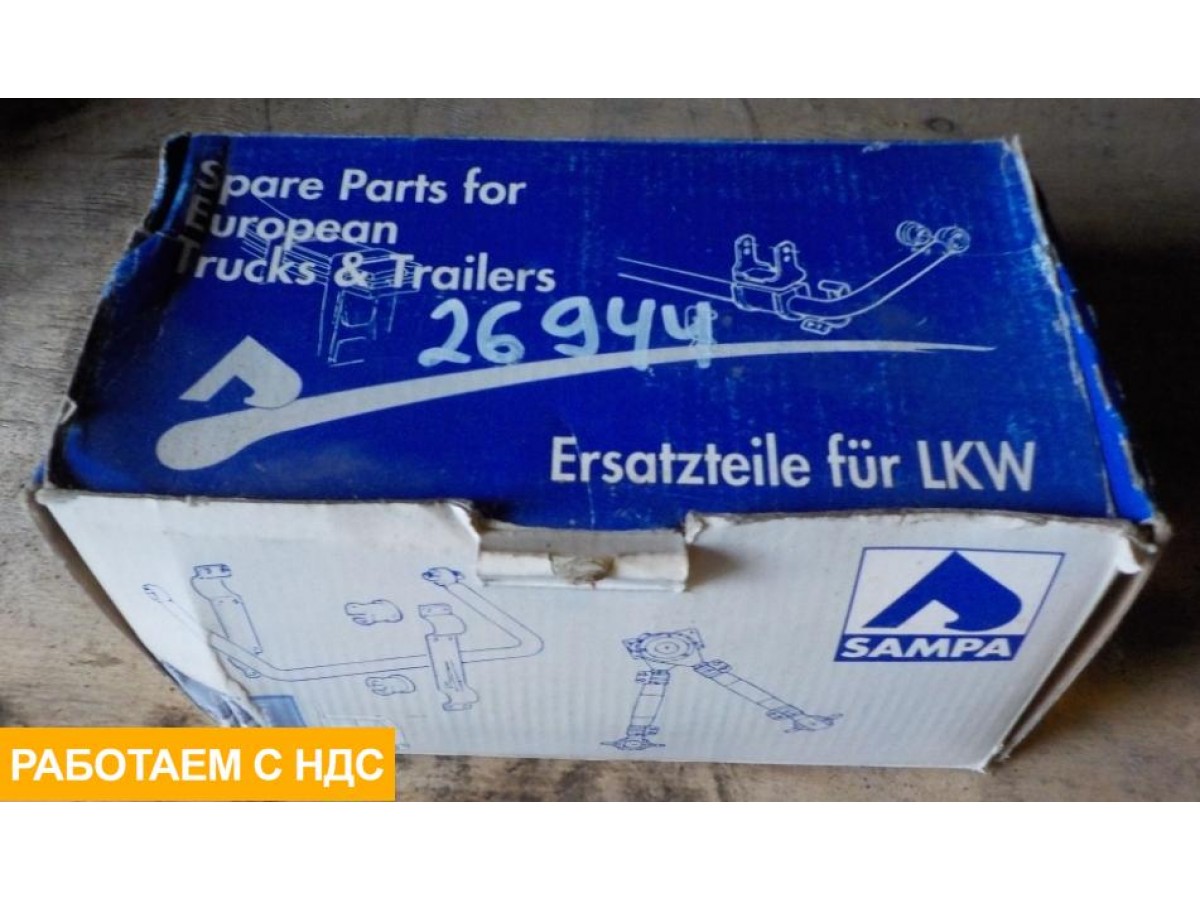 Spare Parts for
European
Trucks & Trailers
26944
Ersatzteile für LKW
SAMPA
РАБОТАЕМ С НДС